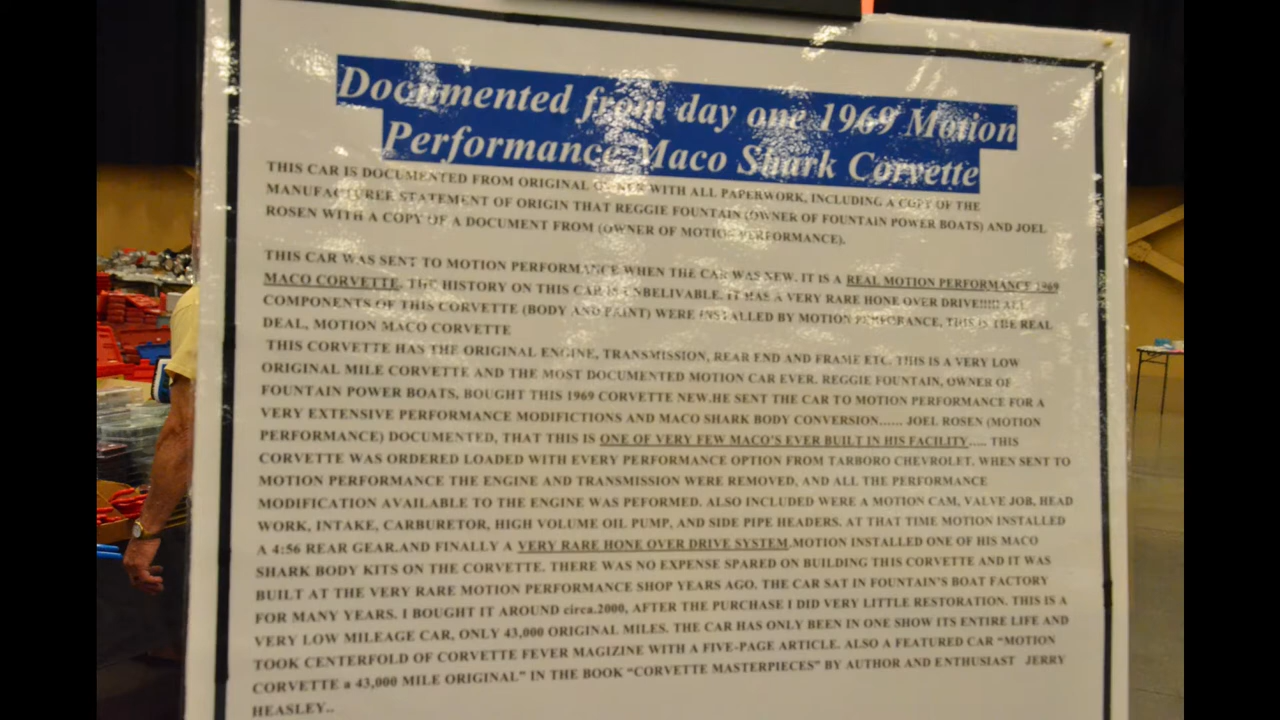 Documented from day one 1969 Motion
Performance Maco Shark Corvette
THIS CAR IS DOCUMENTED FROM ORIGINAL OWNER WITH ALL PAPERWORK, INCLUDING A COPY OF THE
MANUFACTUREE STATEMENT OF ORIGIN THAT REGGIE FOUNTAIN (OWNER OF FOUNTAIN POWER BOATS) AND JOEL
ROSEN WITH A COPY OF A DOCUMENT FROM (OWNER OF MOTION PERFORMANCE).
THIS CAR WAS SENT TO MOTION PERFORMANCE WHEN THE CAR WAS NEW. IT IS A REAL MOTION PERFORMANCE 1969
MACO CORVETTE. THE HISTORY ON THIS CAR IS UNBELIVABLE. IT HAS A VERY RARE HONE OVER DRIVE!!!!! ALL
COMPONENTS OF THIS CORVETTE (BODY AND PAINT) WERE INSTALLED BY MOTION PERFORBANCE, THIS IS THE REAL
DEAL, MOTION MACO CORVETTE
THIS CORVETTE HAS THE ORIGINAL ENGINE, TRANSMISSION, REAR END AND FRAME ETC. THIS IS A VERY LOW
ORIGINAL MILE CORVETTE AND THE MOST DOCUMENTED MOTION CAR EVER. REGGIE FOUNTAIN, OWNER OF
FOUNTAIN POWER BOATS, BOUGHT THIS 1969 CORVETTE NEW.HE SENT THE CAR TO MOTION PERFORMANCE FOR A
VERY EXTENSIVE PERFORMANCE MODIFICTIONS AND MACO SHARK BODY CONVERSION...... JOEL ROSEN (MOTION
PERFORMANCE) DOCUMENTED, THAT THIS IS ONE OF VERY FEW MACO'S EVER BUILT IN HIS FACILITY..... THIS
CORVETTE WAS ORDERED LOADED WITH EVERY PERFORMANCE OPTION FROM TARBORO CHEVROLET. WHEN SENT TO
MOTION PERFORMANCE THE ENGINE AND TRANSMISSION WERE REMOVED, AND ALL THE PERFORMANCE
MODIFICATION AVAILABLE TO THE ENGINE WAS PEFORMED. ALSO INCLUDED WERE A MOTION CAM, VALVE JOB, HEAD
WORK, INTAKE, CARBURETOR, HIGH VOLUME OIL PUMP, AND SIDE PIPE HEADERS. AT THAT TIME MOTION INSTALLED
A 4:56 REAR GEAR.AND FINALLY A VERY RARE HONE OVER DRIVE SYSTEM.MOTION INSTALLED ONE OF HIS MACO
SHARK BODY KITS ON THE CORVETTE. THERE WAS NO EXPENSE SPARED ON BUILDING THIS CORVETTE AND IT WAS
BUILT AT THE VERY RARE MOTION PERFORMANCE SHOP YEARS AGO. THE CAR SAT IN FOUNTAIN'S BOAT FACTORY
FOR MANY YEARS. I BOUGHT IT AROUND circa.2000, AFTER THE PURCHASE I DID VERY LITTLE RESTORATION. THIS IS A
VERY LOW MILEAGE CAR, ONLY 43,000 ORIGINAL MILES. THE CAR HAS ONLY BEEN IN ONE SHOW ITS ENTIRE LIFE AND
TOOK CENTERFOLD OF CORVETTE FEVER MAGIZINE WITH A FIVE-PAGE ARTICLE. ALSO A FEATURED CAR "MOTION
CORVETTE a 43,000 MILE ORIGINAL" IN THE BOOK "CORVETTE MASTERPIECES" BY AUTHOR AND ENTHUSIAST JERRY
HEASLEY..